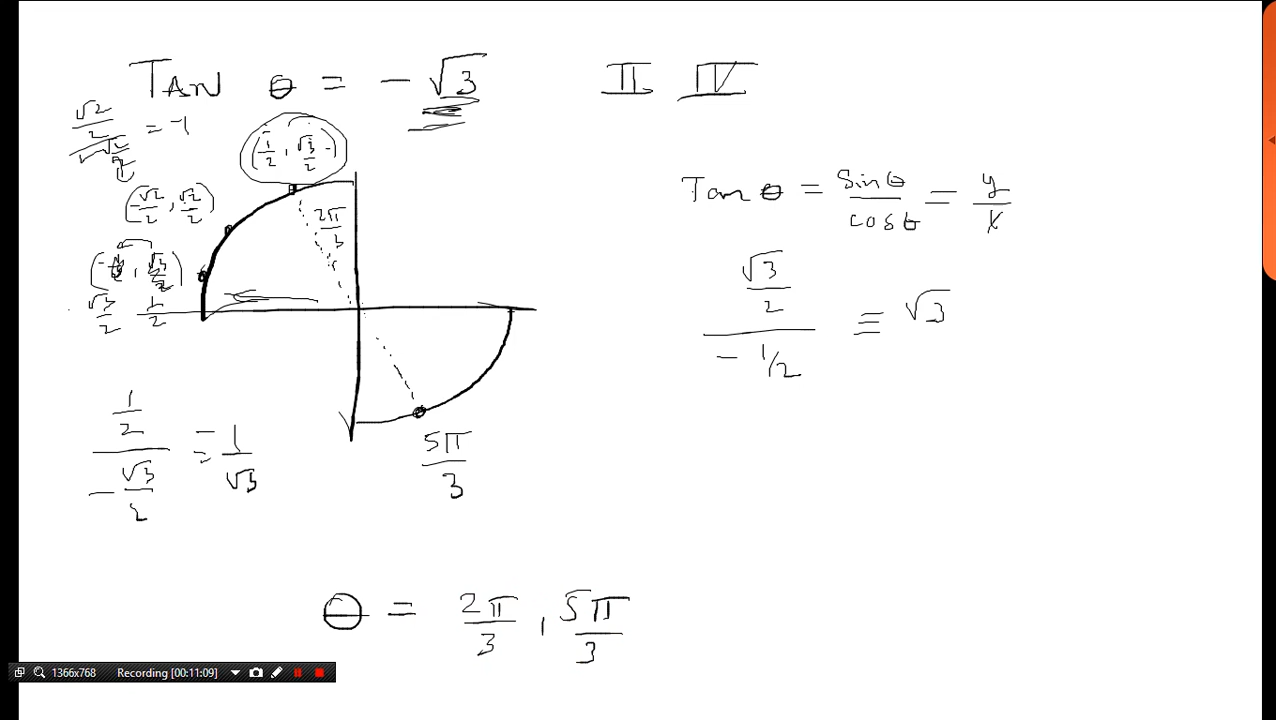 TAN θ = - √3 II IV
√2/2 / -√2/2 = -1
(-1/2, √3/2)
Tan θ = Sinθ/cosθ = y/x
(-√2/2, √2/2)
2π/3
√3/2 / - 1/2 = √3
√3/2 1/2
1/2 / - √3/2 = - 1/√3
5π/3
θ = 2π/3 , 5π/3
1366x768 Recording [00:11:09]